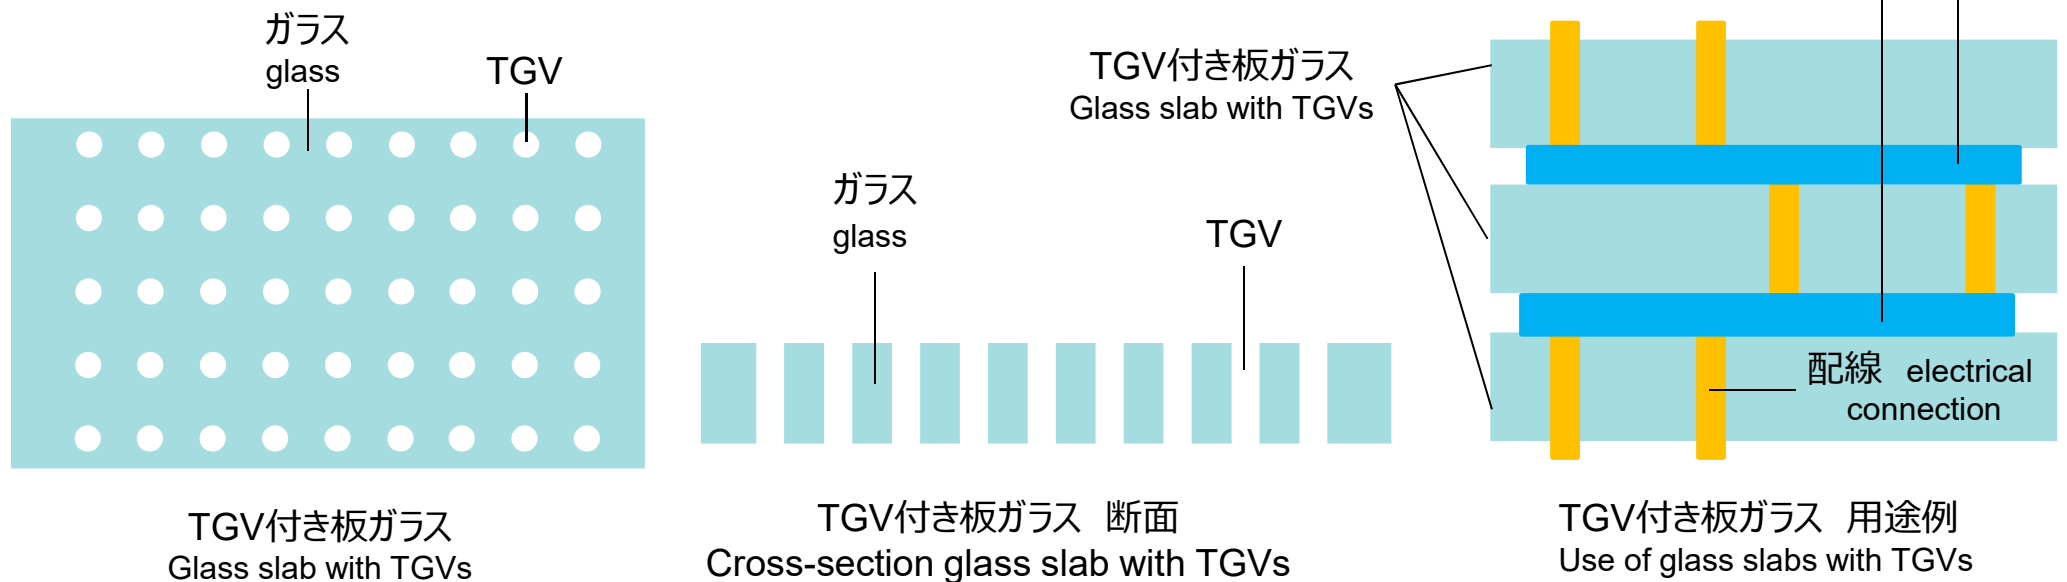 ガラス
glass
TGV
TGV付き板ガラス
Glass slab with TGVs
ガラス
glass
TGV
TGV付き板ガラス 断面
Cross-section glass slab with TGVs
TGV付き板ガラス
Glass slab with TGVs
配線 electrical
connection
TGV付き板ガラス 用途例
Use of glass slabs with TGVs